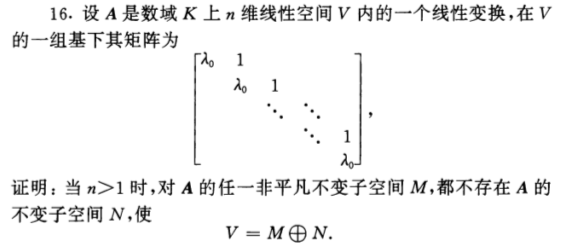 16. 设 A 是数域 K 上 n 维线性空间 V 内的一个线性变换,在 V
的一组基下其矩阵为
λ₀ 1
λ₀ 1
⋱ ⋱
⋱ 1
λ₀ ,
证明: 当 n>1 时,对 A 的任一非平凡不变子空间 M,都不存在 A 的
不变子空间 N,使
V = M⊕N.